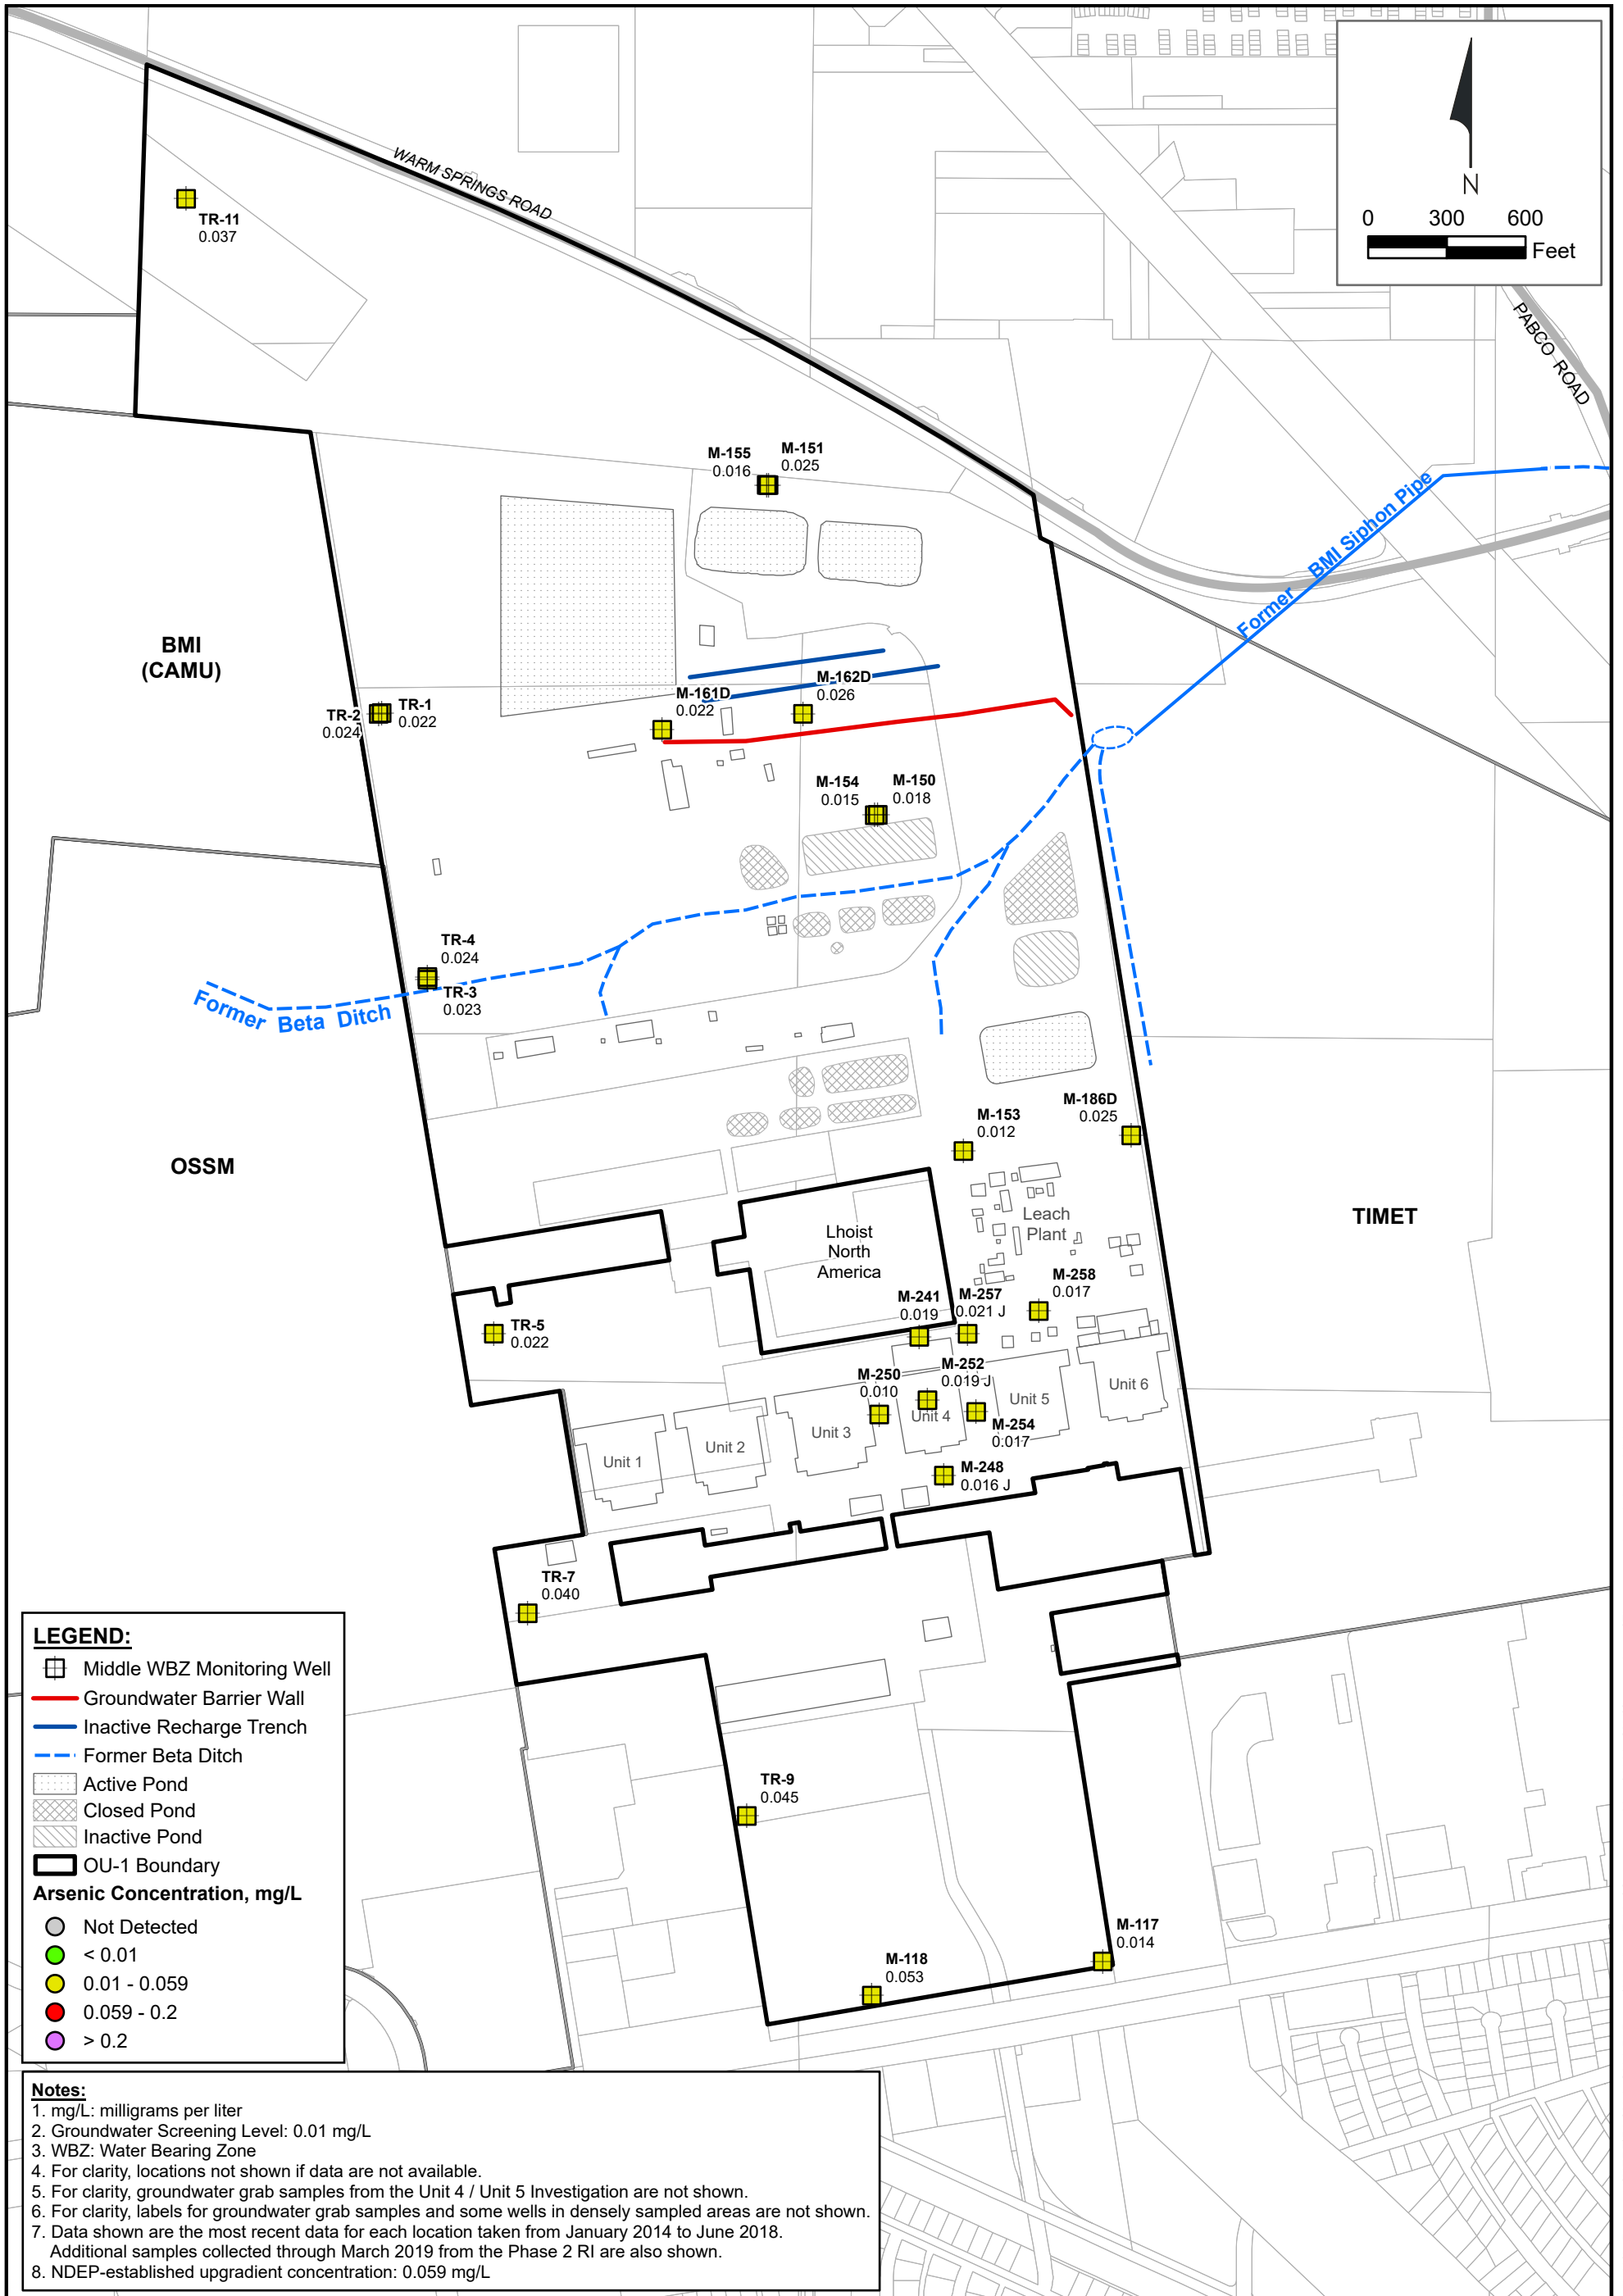 N
0 300 600
Feet
WARM SPRINGS ROAD
PABCO ROAD
TR-11
0.037
M-155
0.016
M-151
0.025
Former BMI Siphon Pipe
BMI
(CAMU)
M-161D
0.022
M-162D
0.026
TR-2
0.024
TR-1
0.022
M-154
0.015
M-150
0.018
TR-4
0.024
TR-3
0.023
Former Beta Ditch
M-186D
0.025
M-153
0.012
OSSM
TIMET
Leach
Plant
Lhoist
North
America
M-241
0.019
M-257
0.021 J
M-258
0.017
TR-5
0.022
M-250
0.010
M-252
0.019 J
M-254
0.017
Unit 1
Unit 2
Unit 3
Unit 4
Unit 5
Unit 6
M-248
0.016 J
TR-7
0.040
TR-9
0.045
M-118
0.053
M-117
0.014
LEGEND:
Middle WBZ Monitoring Well
Groundwater Barrier Wall
Inactive Recharge Trench
Former Beta Ditch
Active Pond
Closed Pond
Inactive Pond
OU-1 Boundary
Arsenic Concentration, mg/L
Not Detected
< 0.01
0.01 - 0.059
0.059 - 0.2
> 0.2
Notes:
1. mg/L: milligrams per liter
2. Groundwater Screening Level: 0.01 mg/L
3. WBZ: Water Bearing Zone
4. For clarity, locations not shown if data are not available.
5. For clarity, groundwater grab samples from the Unit 4 / Unit 5 Investigation are not shown.
6. For clarity, labels for groundwater grab samples and some wells in densely sampled areas are not shown.
7. Data shown are the most recent data for each location taken from January 2014 to June 2018.
Additional samples collected through March 2019 from the Phase 2 RI are also shown.
8. NDEP-established upgradient concentration: 0.059 mg/L